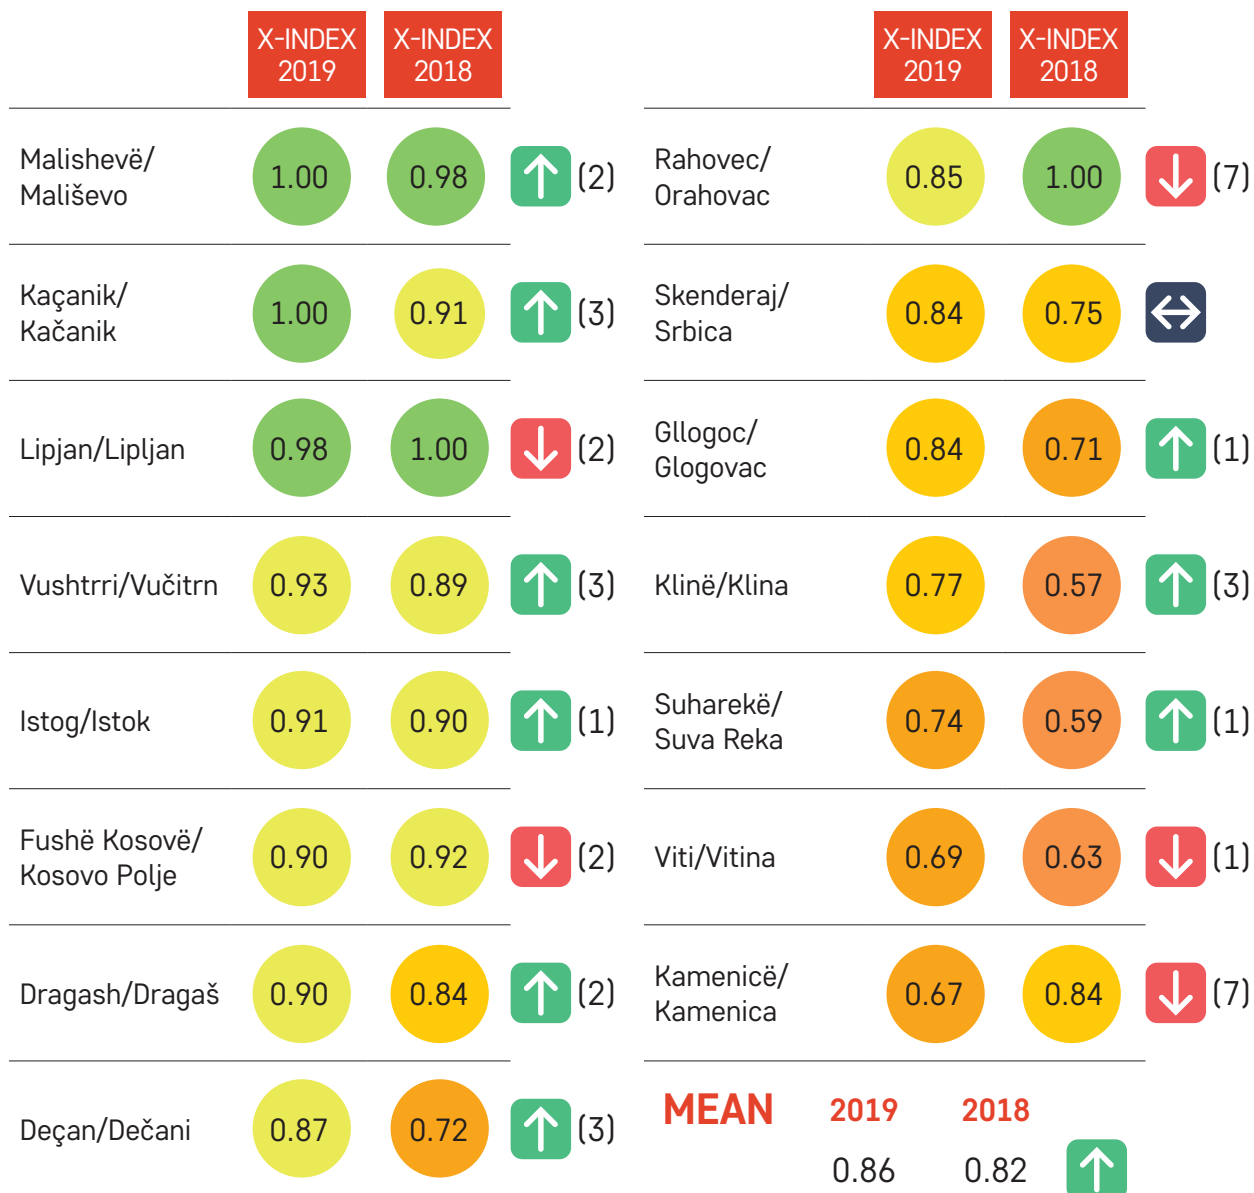 X-INDEX 2019
X-INDEX 2018
Malishevë/
Mališevo
1.00
0.98
(2)
Kaçanik/
Kačanik
1.00
0.91
(3)
Lipjan/Lipljan
0.98
1.00
(2)
Vushtrri/Vučitrn
0.93
0.89
(3)
Istog/Istok
0.91
0.90
(1)
Fushë Kosovë/
Kosovo Polje
0.90
0.92
(2)
Dragash/Dragaš
0.90
0.84
(2)
Deçan/Dečani
0.87
0.72
(3)
X-INDEX 2019
X-INDEX 2018
Rahovec/
Orahovac
0.85
1.00
(7)
Skenderaj/
Srbica
0.84
0.75
Gllogoc/
Glogovac
0.84
0.71
(1)
Klinë/Klina
0.77
0.57
(3)
Suharekë/
Suva Reka
0.74
0.59
(1)
Viti/Vitina
0.69
0.63
(1)
Kamenicë/
Kamenica
0.67
0.84
(7)
MEAN 2019 2018
0.86 0.82